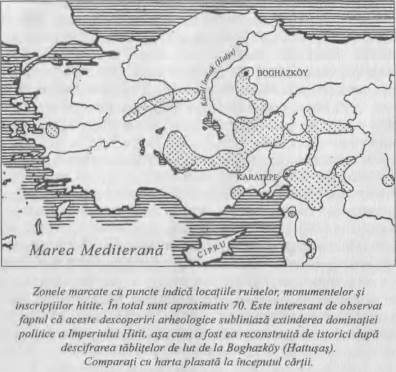 Kizil Irmak (Halys)
BOGHAZKÖY
KARATEPE
Marea Mediterană
CIPRU
Zonele marcate cu puncte indică locațiile ruinelor, monumentelor și
inscripțiilor hitite. În total sunt aproximativ 70. Este interesant de observat
faptul că aceste descoperiri arheologice subliniază extinderea dominației
politice a Imperiului Hitit, așa cum a fost ea reconstruită de istorici după
descifrarea tăblițelor de lut de la Boghazköy (Hattușaș).
Comparați cu harta plasată la începutul cărții.